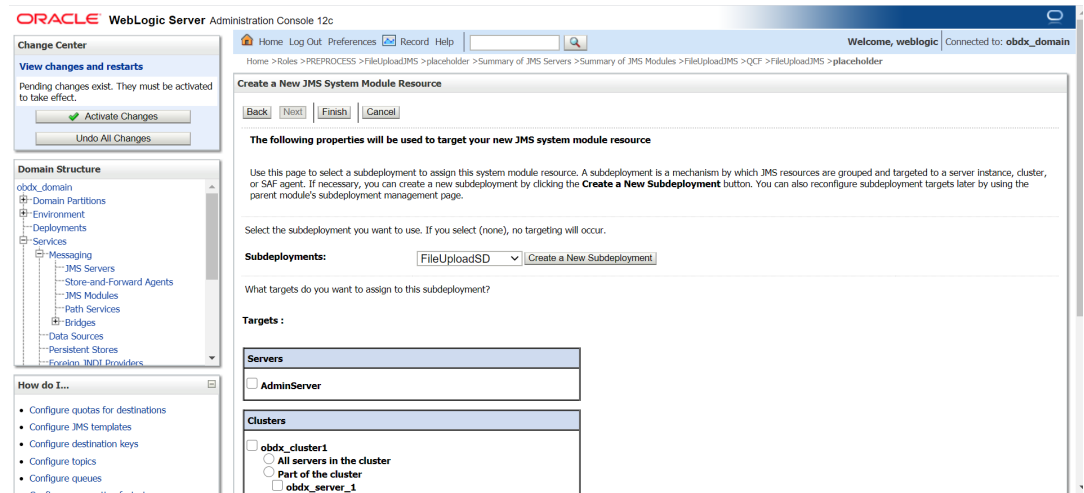 ORACLE WebLogic Server Administration Console 12c
Change Center
View changes and restarts
Pending changes exist. They must be activated
to take effect.
Activate Changes
Undo All Changes
Domain Structure
obdx_domain
Domain Partitions
Environment
Deployments
Services
Messaging
JMS Servers
Store-and-Forward Agents
JMS Modules
Path Services
Bridges
Data Sources
Persistent Stores
Foreign JNDI Providers
How do I...
Configure quotas for destinations
Configure JMS templates
Configure destination keys
Configure topics
Configure queues
Home Log Out Preferences Record Help
Welcome, weblogic Connected to: obdx_domain
Home >Roles >PREPROCESS >FileUploadJMS >placeholder >Summary of JMS Servers >Summary of JMS Modules >FileUploadJMS >QCF >FileUploadJMS >placeholder
Create a New JMS System Module Resource
Back Next Finish Cancel
The following properties will be used to target your new JMS system module resource
Use this page to select a subdeployment to assign this system module resource. A subdeployment is a mechanism by which JMS resources are grouped and targeted to a server instance, cluster,
or SAF agent. If necessary, you can create a new subdeployment by clicking the Create a New Subdeployment button. You can also reconfigure subdeployment targets later by using the
parent module's subdeployment management page.
Select the subdeployment you want to use. If you select (none), no targeting will occur.
Subdeployments: FileUploadSD Create a New Subdeployment
What targets do you want to assign to this subdeployment?
Targets :
Servers
AdminServer
Clusters
obdx_cluster1
All servers in the cluster
Part of the cluster
obdx_server_1